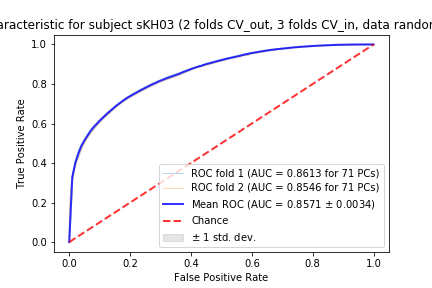 aracteristic for subject sKH03 (2 folds CV_out, 3 folds CV_in, data randor
1.0
0.8
0.6
0.4
0.2
0.0
True Positive Rate
ROC fold 1 (AUC = 0.8613 for 71 PCs)
ROC fold 2 (AUC = 0.8546 for 71 PCs)
Mean ROC (AUC = 0.8571 ± 0.0034)
Chance
± 1 std. dev.
0.0 0.2 0.4 0.6 0.8 1.0
False Positive Rate